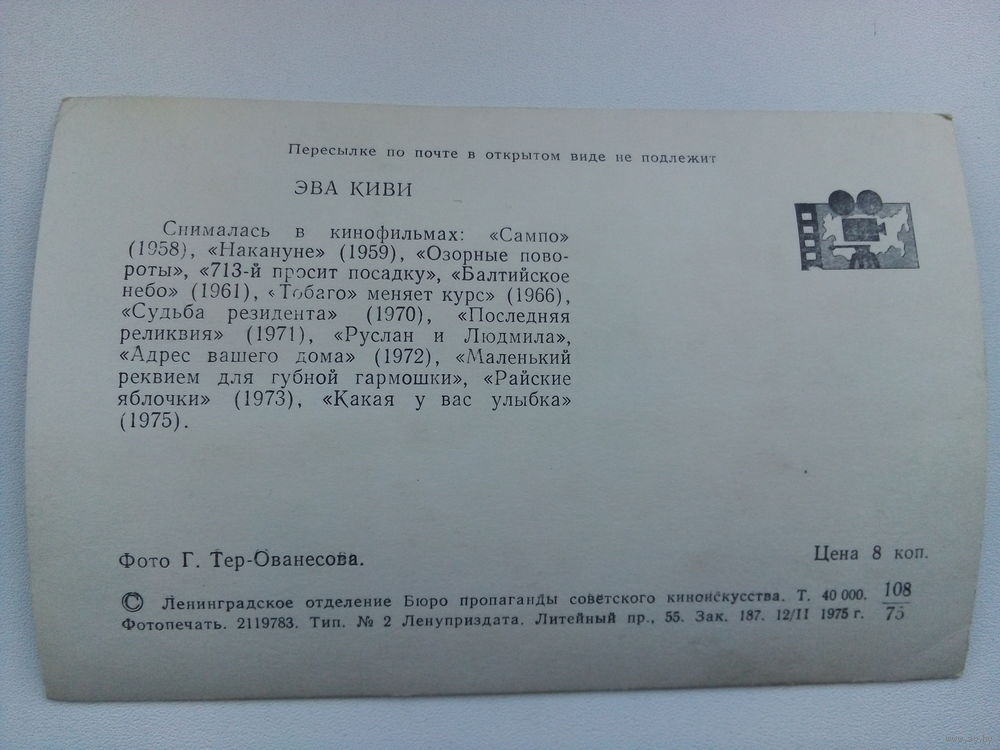 Пересылке по почте в открытом виде не подлежит
ЭВА КИВИ
Снималась в кинофильмах: «Сампо»
(1958), «Накануне» (1959), «Озорные пово-
роты», «713-й просит посадку», «Балтийское
небо» (1961), «Тобаго» меняет курс» (1966),
«Судьба резидента» (1970), «Последняя
реликвия» (1971), «Руслан и Людмила»,
«Адрес вашего дома» (1972), «Маленький
реквием для губной гармошки», «Райские
яблочки» (1973), «Какая у вас улыбка»
(1975).
Фото Г. Тер-Ованесова.
Цена 8 коп.
© Ленинградское отделение Бюро пропаганды советского киноискусства. Т. 40 000. 108
Фотопечать. 2119783. Тип. № 2 Ленуприздата. Литейный пр., 55. Зак. 187. 12/II 1975 г. 75